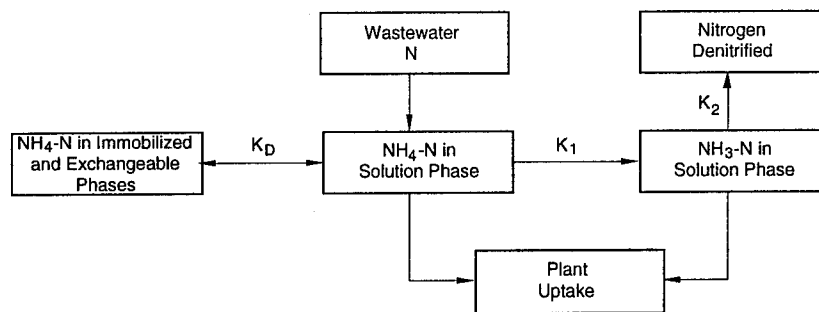 Wastewater
N
Nitrogen
Denitrified
K2
NH4-N in Immobilized
and Exchangeable
Phases
KD
NH4-N in
Solution Phase
K1
NH3-N in
Solution Phase
Plant
Uptake